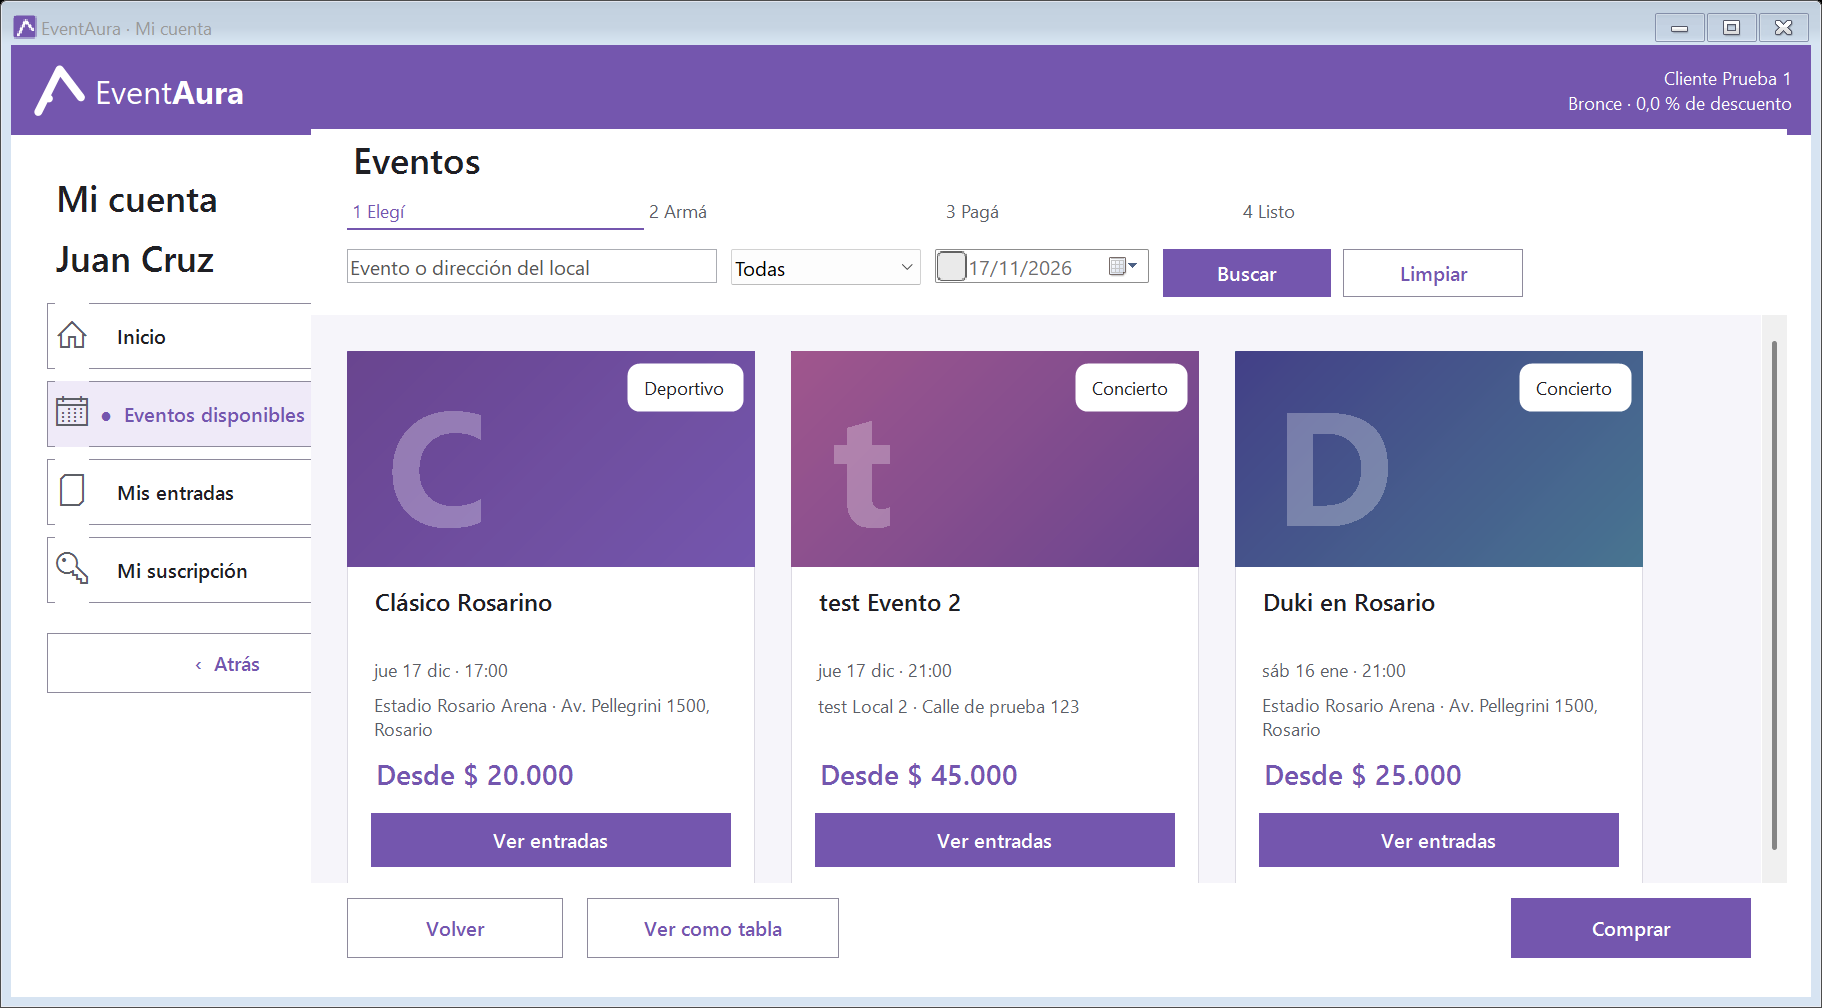 EventAura · Mi cuenta
EventAura
Cliente Prueba 1
Bronce · 0,0 % de descuento
Mi cuenta
Juan Cruz
Inicio
• Eventos disponibles
Mis entradas
Mi suscripción
‹ Atrás
Eventos
1 Elegí
2 Armá
3 Pagá
4 Listo
Evento o dirección del local
Todas
17/11/2026
Buscar
Limpiar
C
Deportivo
Clásico Rosarino
jue 17 dic · 17:00
Estadio Rosario Arena · Av. Pellegrini 1500,
Rosario
Desde $ 20.000
Ver entradas
t
Concierto
test Evento 2
jue 17 dic · 21:00
test Local 2 · Calle de prueba 123
Desde $ 45.000
Ver entradas
D
Concierto
Duki en Rosario
sáb 16 ene · 21:00
Estadio Rosario Arena · Av. Pellegrini 1500,
Rosario
Desde $ 25.000
Ver entradas
Volver
Ver como tabla
Comprar